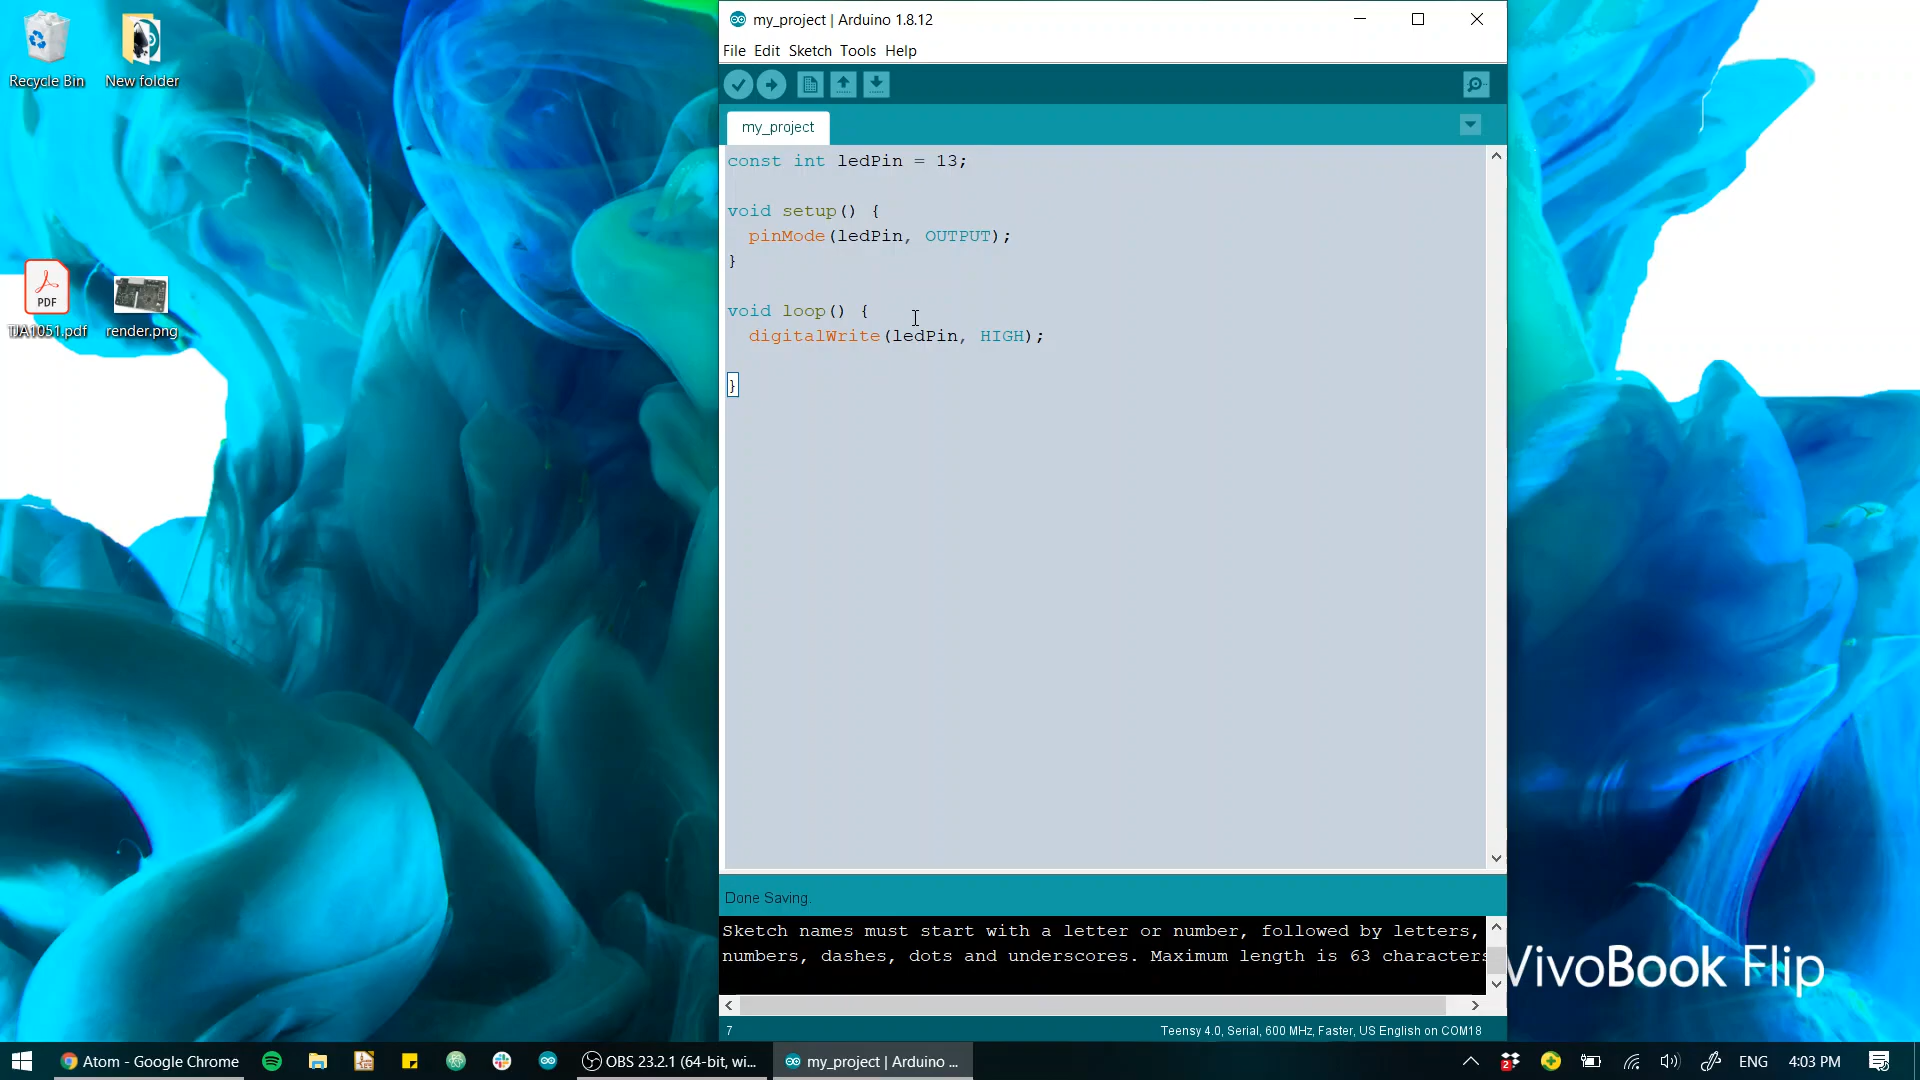 Recycle Bin
New folder
PDF
TJA1051.pdf
render.png
my_project | Arduino 1.8.12
File Edit Sketch Tools Help
my_project
const int ledPin = 13;
void setup() {
pinMode(ledPin, OUTPUT);
}
void loop() {
digitalWrite(ledPin, HIGH);
}
Done Saving.
Sketch names must start with a letter or number, followed by letters,
numbers, dashes, dots and underscores. Maximum length is 63 characters
7
Teensy 4.0, Serial, 600 MHz, Faster, US English on COM18
VivoBook Flip
Atom - Google Chrome
OBS 23.2.1 (64-bit, wi...
my_project | Arduino ...
2
ENG
4:03 PM